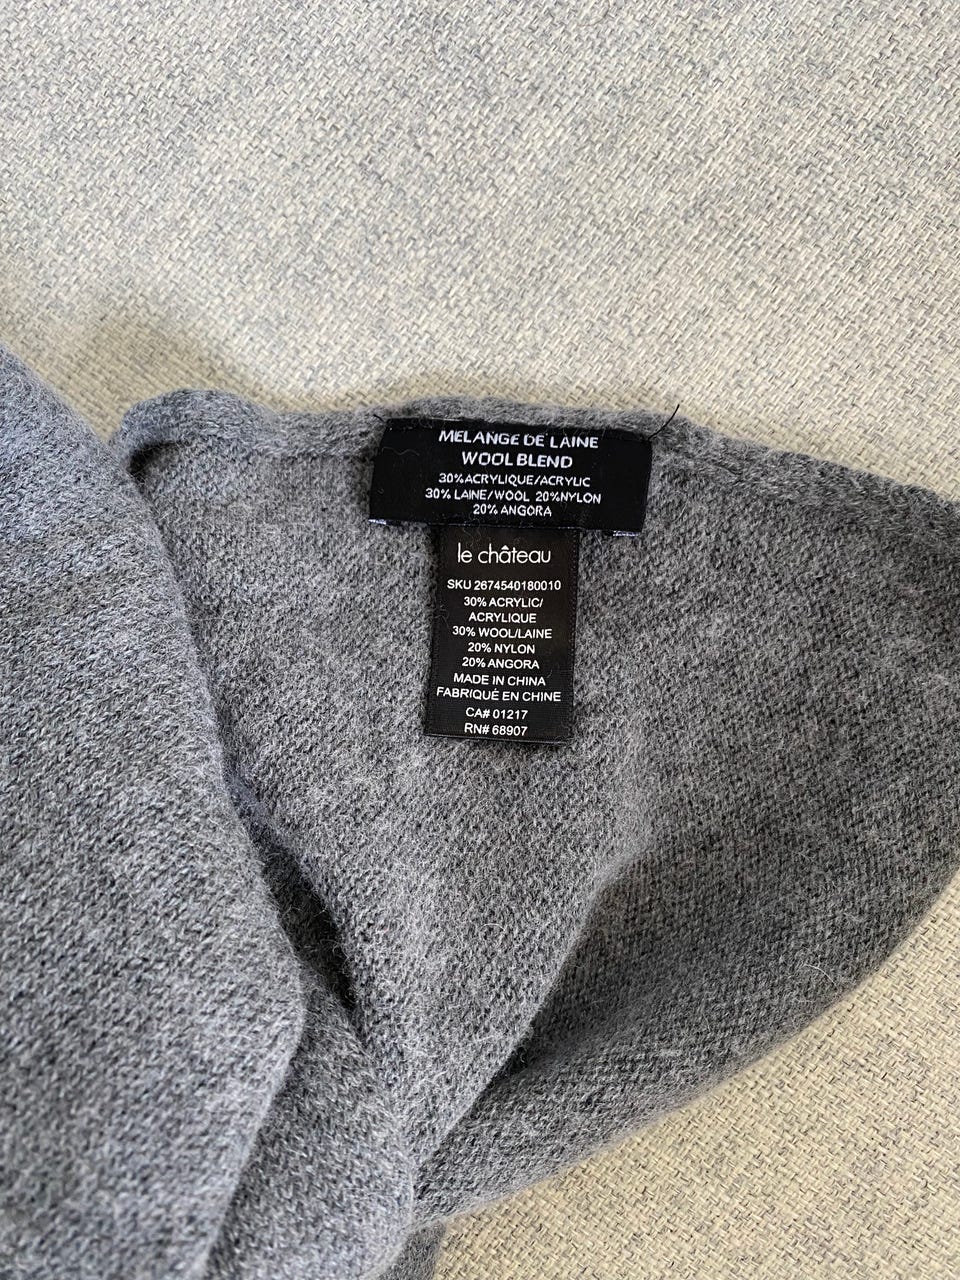 MELANGE DE LAINE
WOOL BLEND
30%ACRYLIQUE/ACRYLIC
30% LAINE/WOOL 20%NYLON
20% ANGORA
le château
SKU 2674540180010
30% ACRYLIC/
ACRYLIQUE
30% WOOL/LAINE
20% NYLON
20% ANGORA
MADE IN CHINA
FABRIQUÉ EN CHINE
CA# 01217
RN# 68907